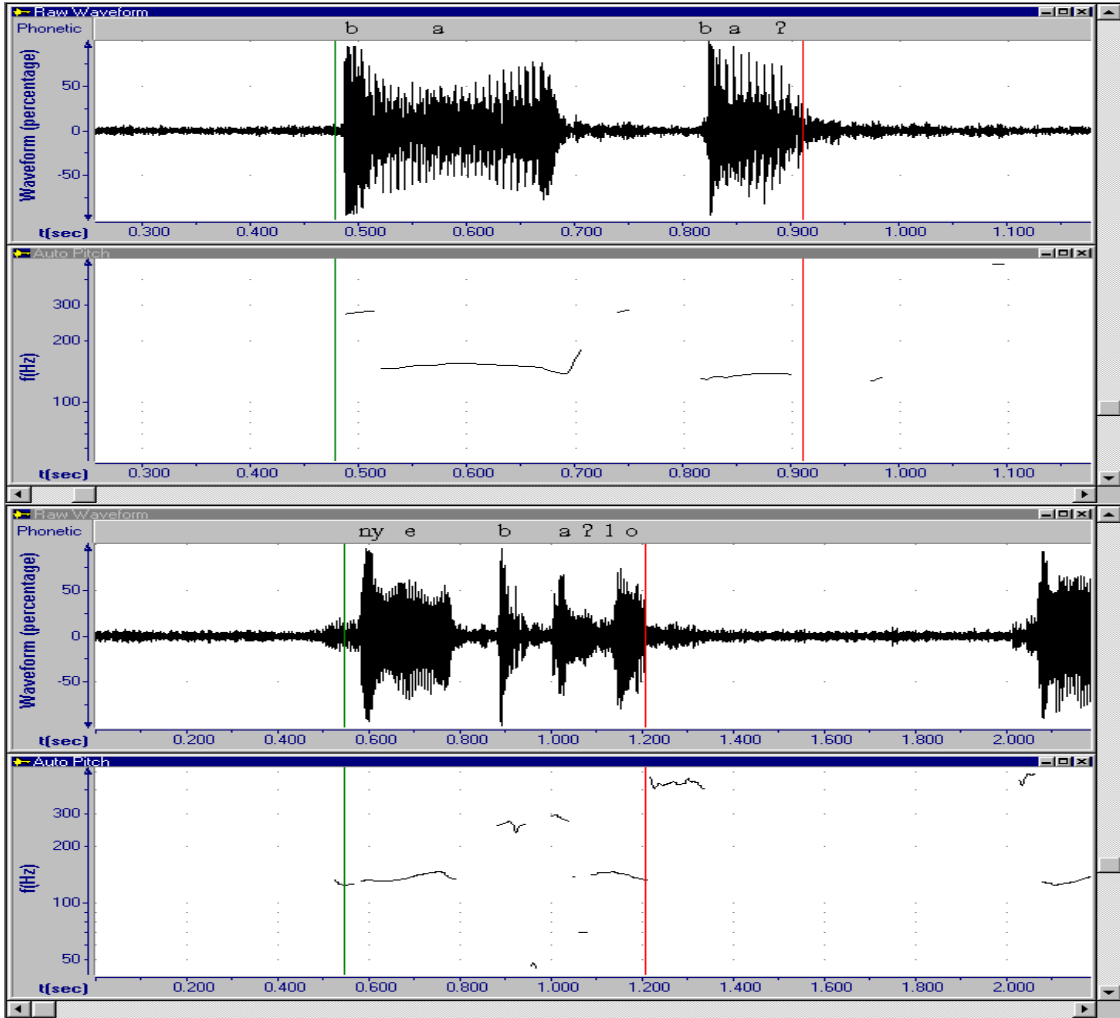 Raw Waveform
Phonetic b a b a ?
Waveform (percentage)
50
0
-50
t(sec) 0.300 0.400 0.500 0.600 0.700 0.800 0.900 1.000 1.100
Auto Pitch
f(Hz)
300
200
100
t(sec) 0.300 0.400 0.500 0.600 0.700 0.800 0.900 1.000 1.100
Raw Waveform
Phonetic ny e b a ? l o
Waveform (percentage)
50
0
-50
t(sec) 0.200 0.400 0.600 0.800 1.000 1.200 1.400 1.600 1.800 2.000
Auto Pitch
f(Hz)
300
200
100
50
t(sec) 0.200 0.400 0.600 0.800 1.000 1.200 1.400 1.600 1.800 2.000